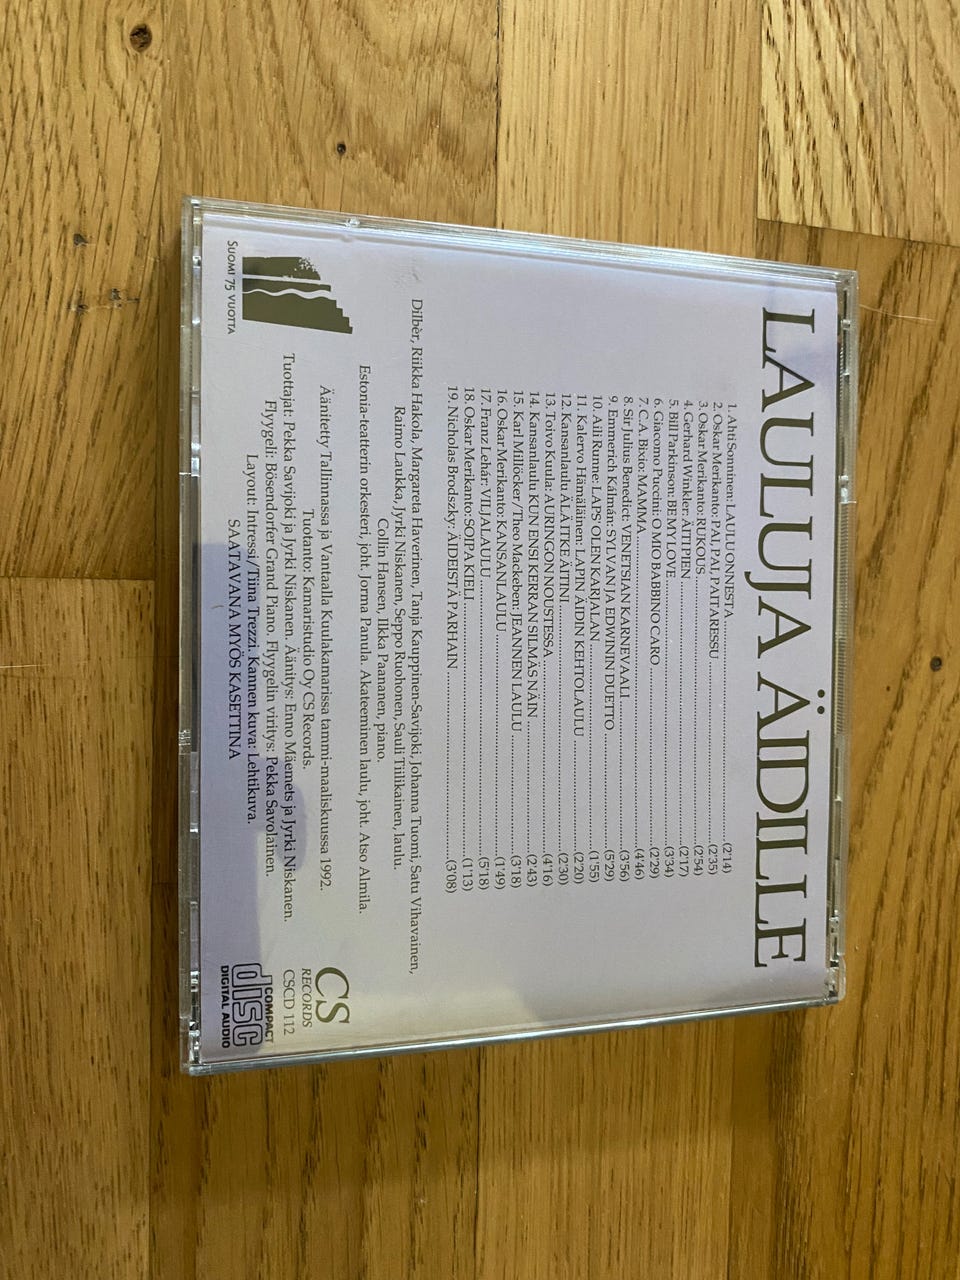 LAULUJA ÄIDILLE
1. Ahti Sonninen: LAULU ONNESTA (2'14)
2. Oskar Merikanto: PAI, PAI, PAITARESSU (2'35)
3. Oskar Merikanto: RUKOUS (2'54)
4. Gerhard Winkler: ÄITI PIEN (2'17)
5. Bill Parkinson: BE MY LOVE (3'34)
6. Giacomo Puccini: O MIO BABBINO CARO (2'29)
7. C.A. Bixio: MAMMA (4'46)
8. Sir Julius Benedict: VENETSIAN KARNEVAALI (3'56)
9. Emmerich Kálmán: SYLVAN JA EDWININ DUETTO (5'29)
10. Aili Runne: LAPS' OLEN KARJALAN (1'55)
11. Kalervo Hämäläinen: LAPIN ÄIDIN KEHTOLAULU (2'20)
12. Kansanlaulu ÄLÄ ITKE ÄITINI (2'30)
13. Toivo Kuula: AURINGON NOUSTESSA (4'16)
14. Kansanlaulu KUN ENSI KERRAN SILMÄS NÄIN (2'43)
15. Karl Millöcker/Theo Mackeben: JEANNEN LAULU (3'18)
16. Oskar Merikanto: KANSANLAULU (1'49)
17. Franz Lehár: VILJALAULU (5'18)
18. Oskar Merikanto: SOIPA KIELI (1'13)
19. Nicholas Brodszky: ÄIDEISTÄ PARHAIN (3'08)
Dilbèr, Riikka Hakola, Margareta Haverinen, Tanja Kauppinen-Savijoki, Johanna Tuomi, Satu Vihavainen,
Raimo Laukka, Jyrki Niskanen, Seppo Ruohonen, Sauli Tiilikainen, laulu.
Collin Hansen, Ilkka Paananen, piano.
Estonia-teatterin orkesteri, joht. Jorma Panula. Akateeminen laulu, joht. Atso Almila.
Äänitetty Tallinnassa ja Vantaalla Kuulakamarissa tammi-maaliskuussa 1992.
Tuotanto: Kamaristudio Oy CS Records.
Tuottajat: Pekka Savijoki ja Jyrki Niskanen. Äänitys: Enno Mäemets ja Jyrki Niskanen.
Flyygeli: Bösendorfer Grand Piano. Flyygelin viritys: Pekka Savolainen.
Layout: Intressi/Tiina Trezzi. Kannen kuva: Lehtikuva.
SAATAVANA MYÖS KASETTINA
SUOMI 75 VUOTTA
CS
RECORDS
CSCD 112
COMPACT
disc
DIGITAL AUDIO